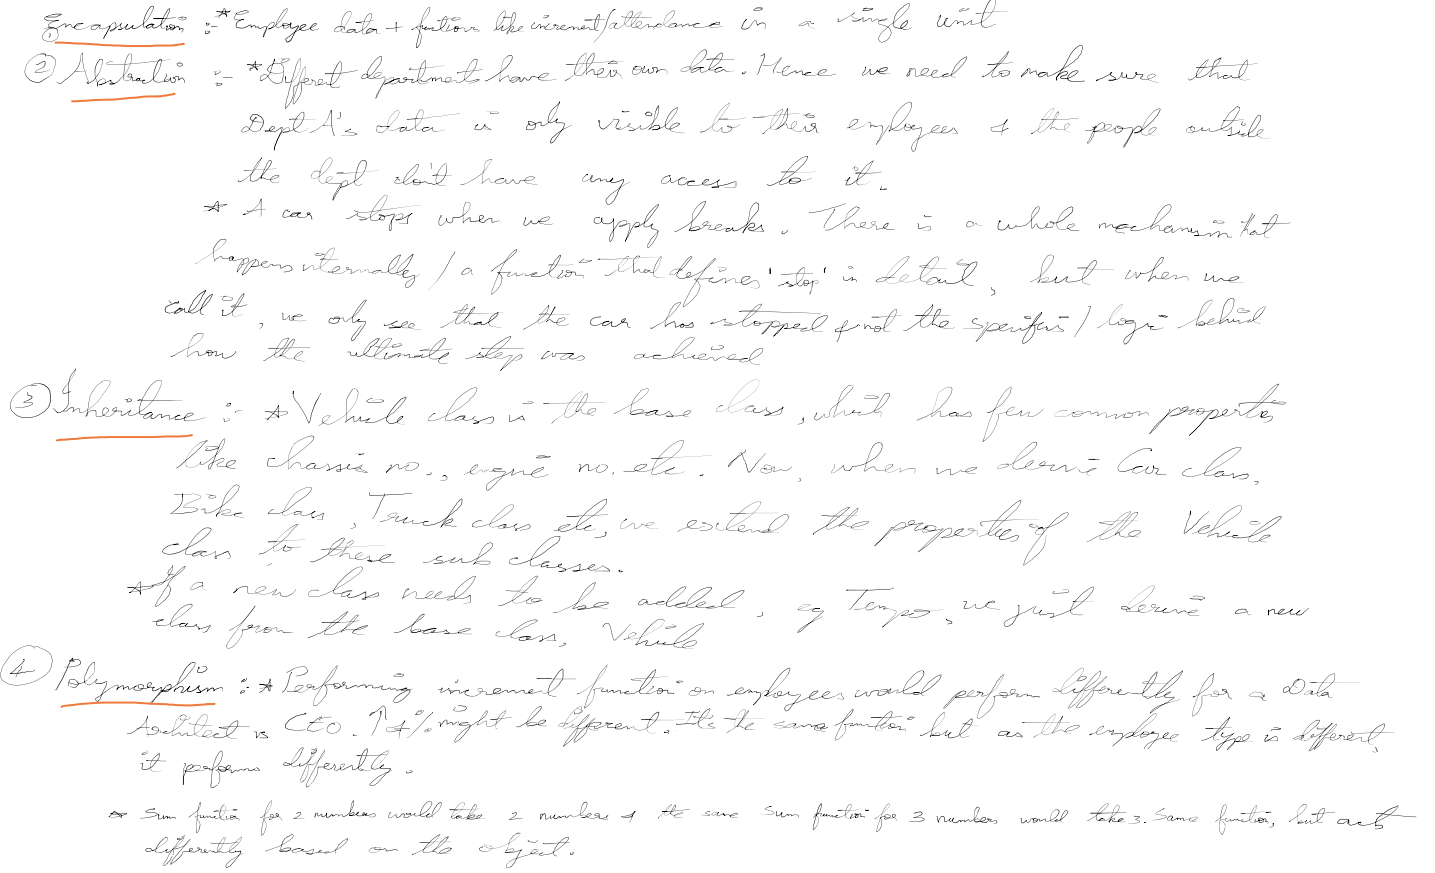 ① Encapsulation :- * Employee data + functions like increment/attendance in a single unit
② Abstraction :- * Different departments have their own data. Hence we need to make sure that
Dept A's data is only visible to their employees & the people outside
the dept don't have any access to it.
* A car stops when we apply breaks. There is a whole mechanism that
happens internally / a function that defines 'stop' in detail, but when we
call it, we only see that the car has stopped & not the specifics / logic behind
how the ultimate step was achieved
③ Inheritance :- * Vehicle class is the base class, which has few common properties
like chassis no., engine no. etc. Now, when we derive Car class,
Bike class, Truck class etc, we extend the properties of the Vehicle
class to these sub classes.
* If a new class needs to be added, eg Tempo, we just derive a new
class from the base class, Vehicle
④ Polymorphism :- * Performing increment function on employees would perform differently for a Data
Architect vs CEO. ↑ % might be different. It's the same function but as the employee type is different,
it performs differently.
* Sum function for 2 numbers would take 2 numbers & the same sum function for 3 numbers would take 3. Same function, but acts
differently based on the object.